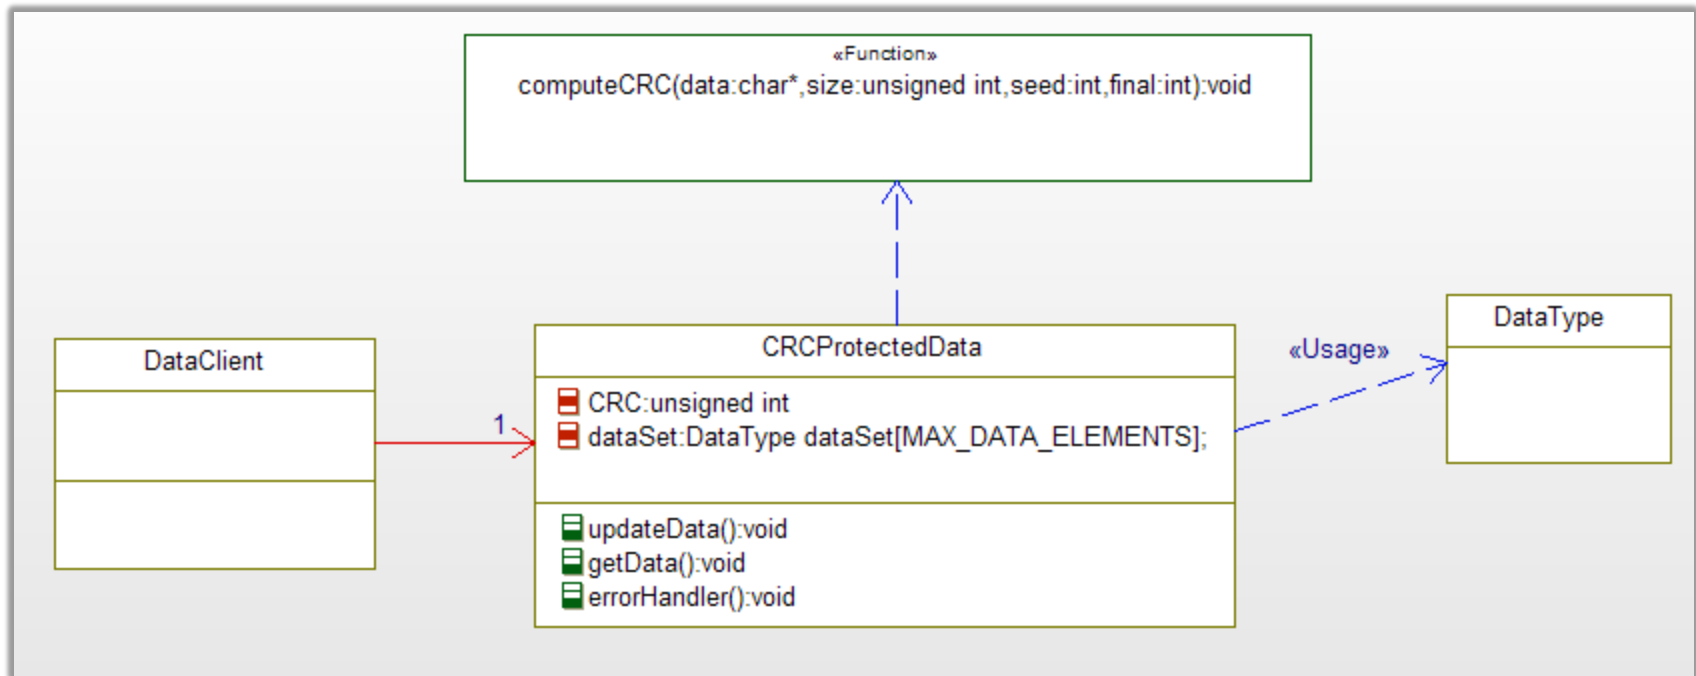 «Function»
computeCRC(data:char*,size:unsigned int,seed:int,final:int):void
DataClient
1
CRCProtectedData
CRC:unsigned int
dataSet:DataType dataSet[MAX_DATA_ELEMENTS];
updateData():void
getData():void
errorHandler():void
«Usage»
DataType